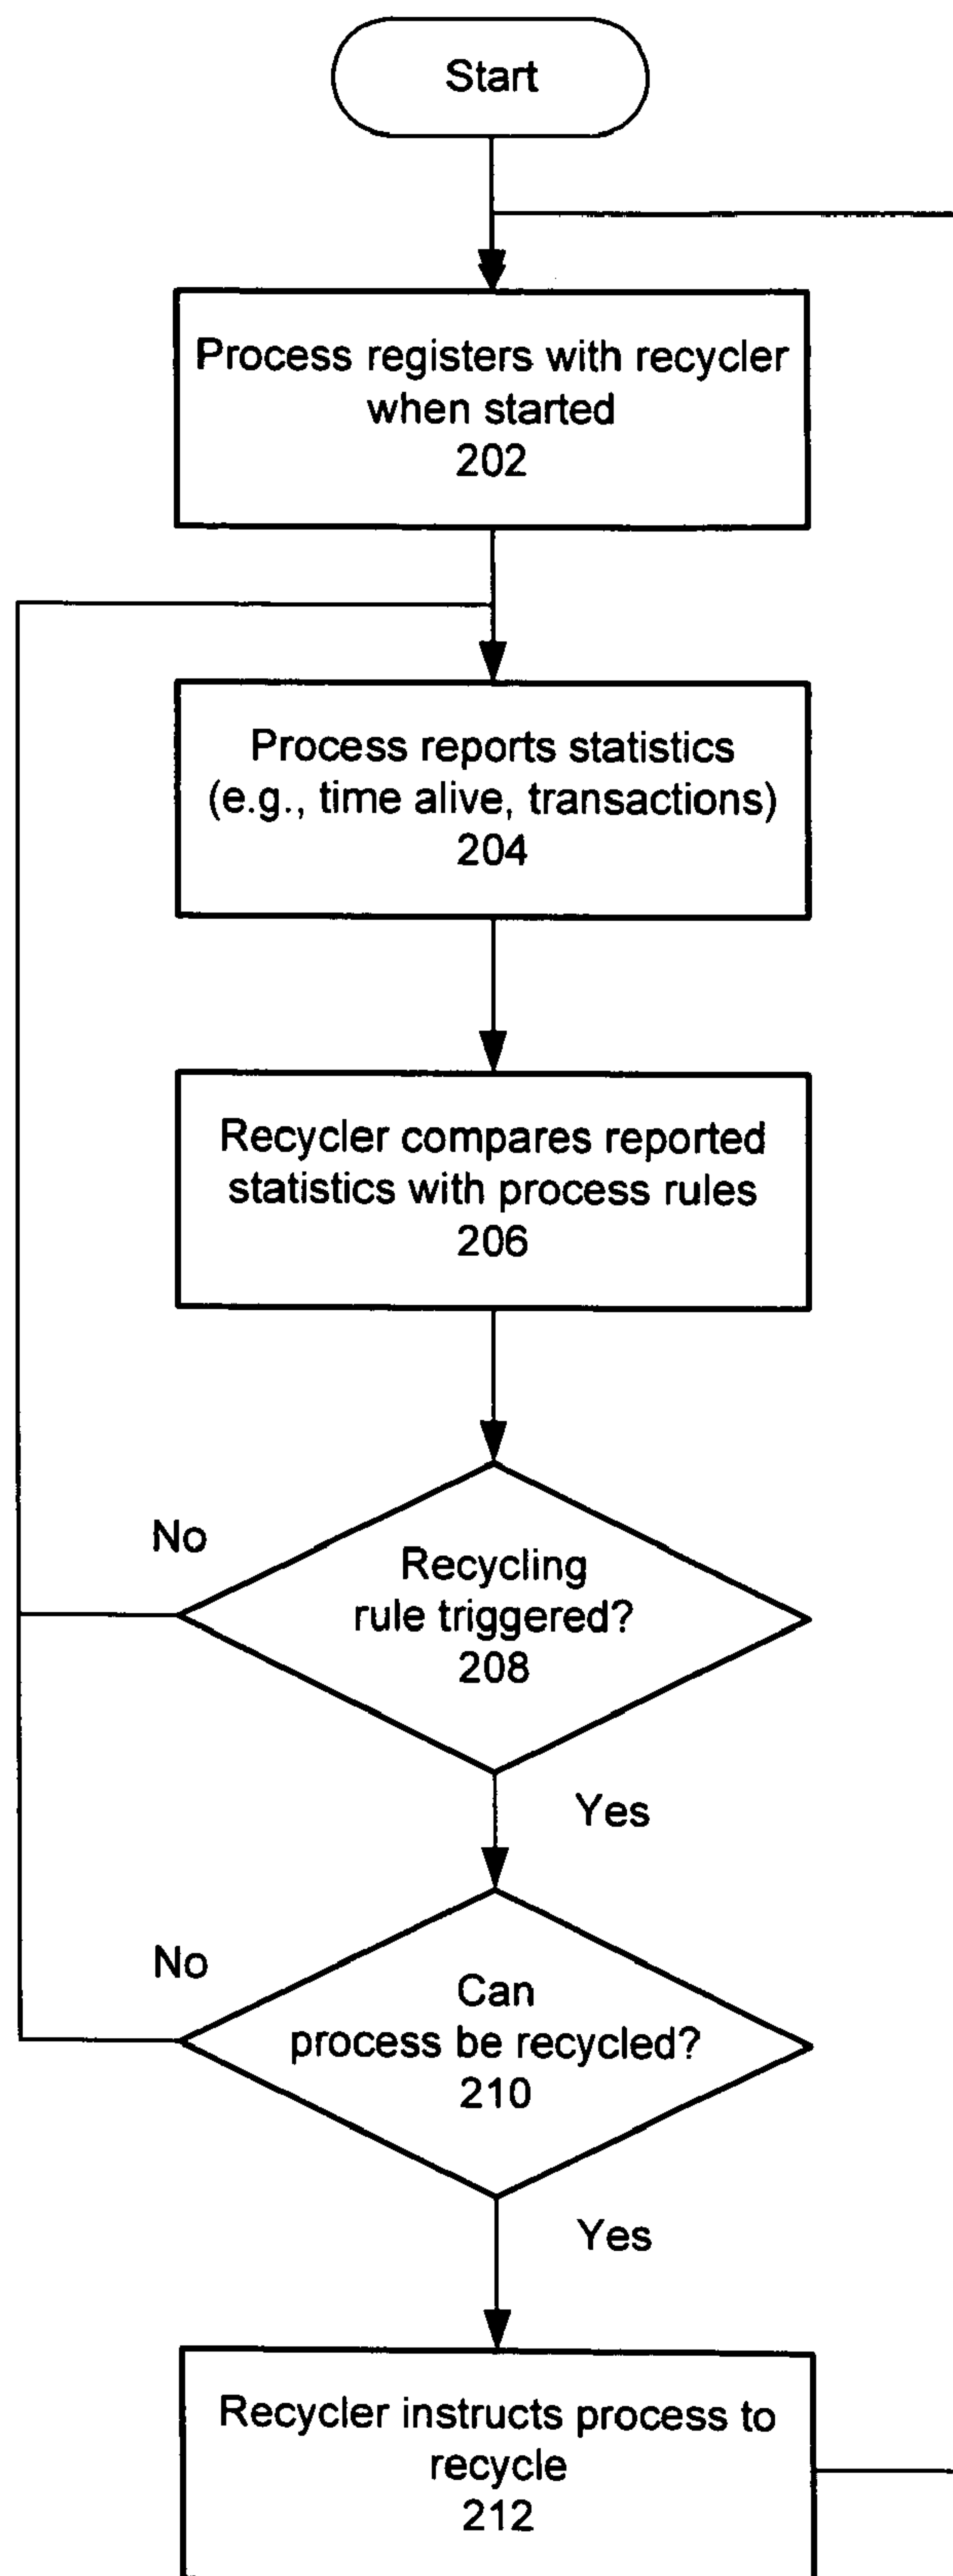 Start
Process registers with recycler
when started
202
Process reports statistics
(e.g., time alive, transactions)
204
Recycler compares reported
statistics with process rules
206
No
Recycling
rule triggered?
208
Yes
No
Can
process be recycled?
210
Yes
Recycler instructs process to
recycle
212